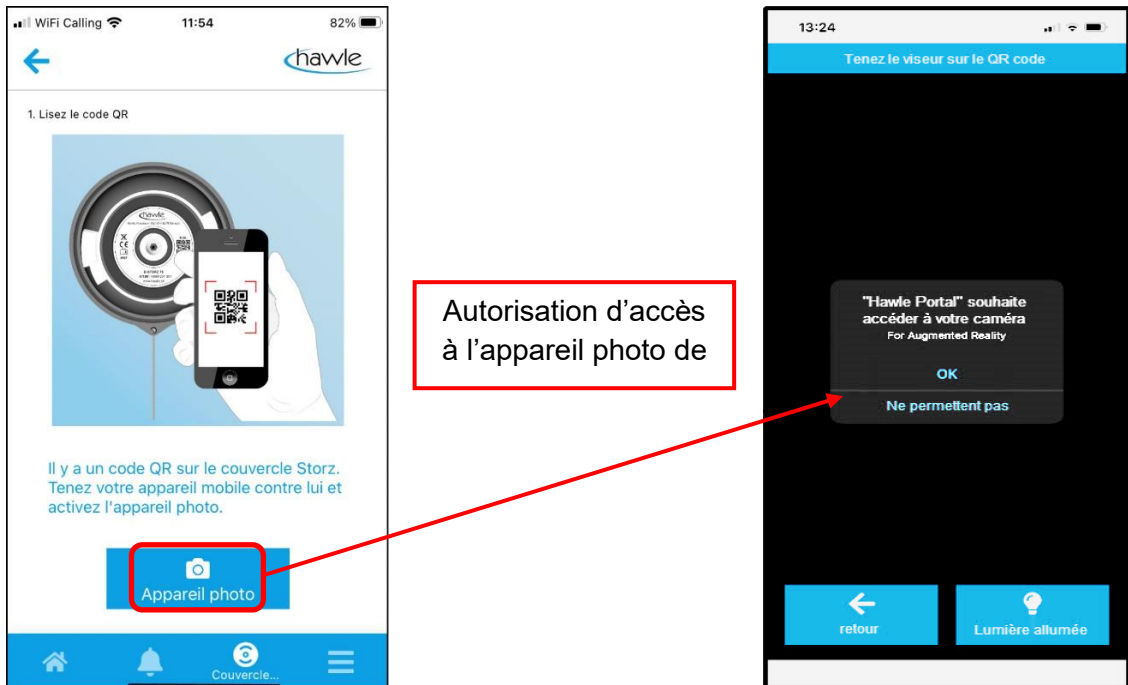 WiFi Calling 11:54 82%
hawle
1. Lisez le code QR
hawle
Il y a un code QR sur le couvercle Storz.
Tenez votre appareil mobile contre lui et
activez l'appareil photo.
Appareil photo
Couvercle...
Autorisation d’accès
à l’appareil photo de
13:24
Tenez le viseur sur le QR code
"Hawle Portal" souhaite
accéder à votre caméra
For Augmented Reality
OK
Ne permettent pas
retour
Lumière allumée